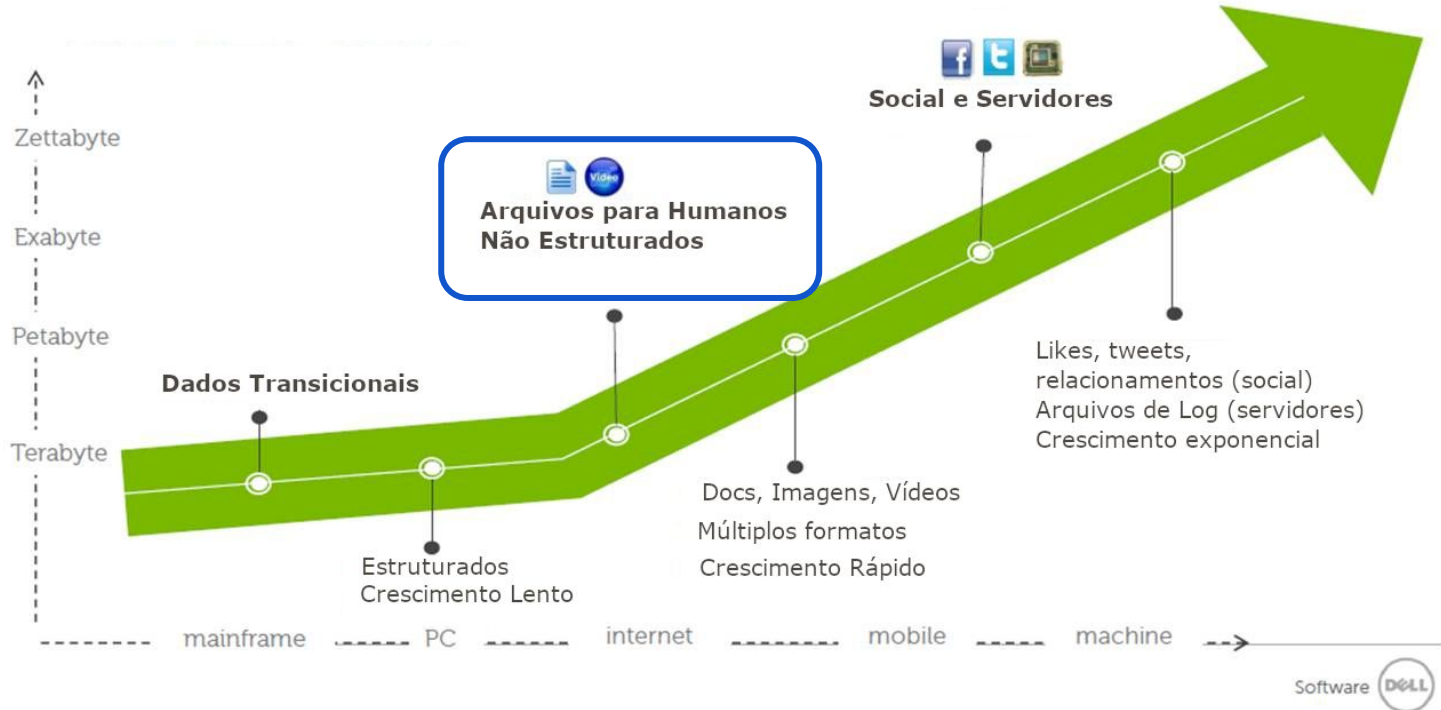 Zettabyte
Exabyte
Petabyte
Terabyte
f t
Social e Servidores
Vídeo
Arquivos para Humanos
Não Estruturados
Dados Transicionais
Likes, tweets,
relacionamentos (social)
Arquivos de Log (servidores)
Crescimento exponencial
Docs, Imagens, Vídeos
Múltiplos formatos
Crescimento Rápido
Estruturados
Crescimento Lento
mainframe PC internet mobile machine
Software DELL